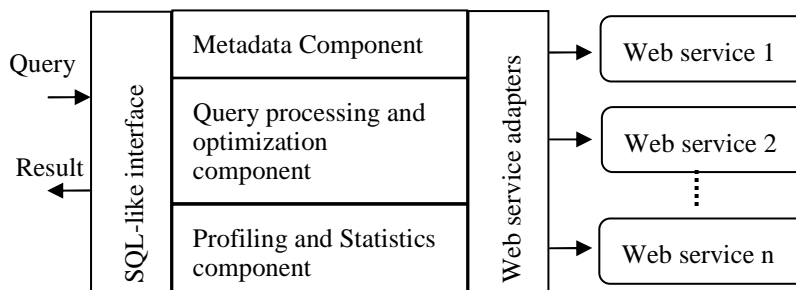 Query
Result
SQL-like interface
Metadata Component
Query processing and
optimization
component
Profiling and Statistics
component
Web service adapters
Web service 1
Web service 2
Web service n